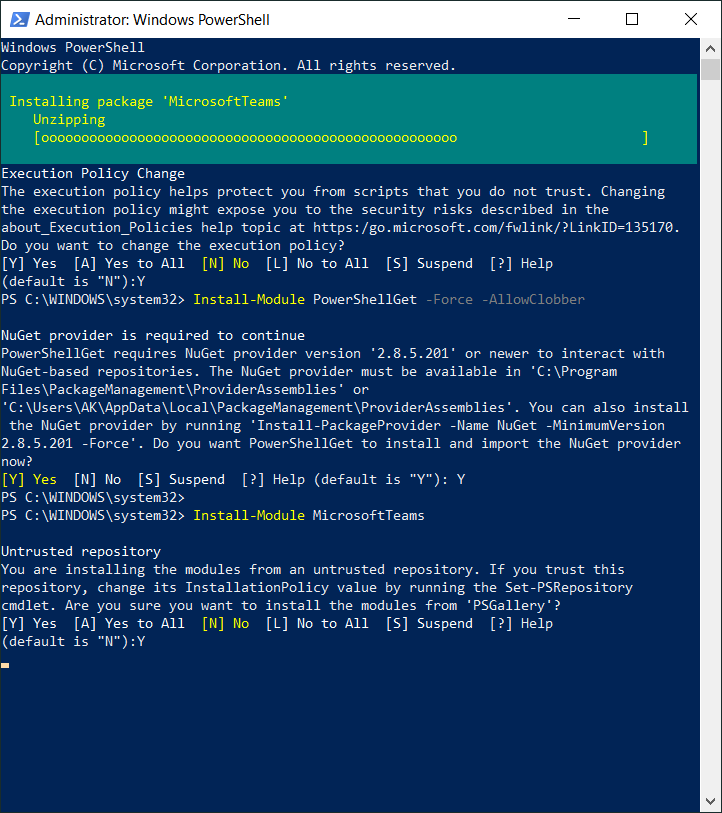 Administrator: Windows PowerShell
Windows PowerShell
Copyright (C) Microsoft Corporation. All rights reserved.
Installing package 'MicrosoftTeams'
Unzipping
[oooooooooooooooooooooooooooooooooooooooooooooooooooo ]
Execution Policy Change
The execution policy helps protect you from scripts that you do not trust. Changing
the execution policy might expose you to the security risks described in the
about_Execution_Policies help topic at https:/go.microsoft.com/fwlink/?LinkID=135170.
Do you want to change the execution policy?
[Y] Yes  [A] Yes to All  [N] No  [L] No to All  [S] Suspend  [?] Help
(default is "N"):Y
PS C:\WINDOWS\system32> Install-Module PowerShellGet -Force -AllowClobber
NuGet provider is required to continue
PowerShellGet requires NuGet provider version '2.8.5.201' or newer to interact with
NuGet-based repositories. The NuGet provider must be available in 'C:\Program
Files\PackageManagement\ProviderAssemblies' or
'C:\Users\AK\AppData\Local\PackageManagement\ProviderAssemblies'. You can also install
the NuGet provider by running 'Install-PackageProvider -Name NuGet -MinimumVersion
2.8.5.201 -Force'. Do you want PowerShellGet to install and import the NuGet provider
now?
[Y] Yes  [N] No  [S] Suspend  [?] Help (default is "Y"): Y
PS C:\WINDOWS\system32>
PS C:\WINDOWS\system32> Install-Module MicrosoftTeams
Untrusted repository
You are installing the modules from an untrusted repository. If you trust this
repository, change its InstallationPolicy value by running the Set-PSRepository
cmdlet. Are you sure you want to install the modules from 'PSGallery'?
[Y] Yes  [A] Yes to All  [N] No  [L] No to All  [S] Suspend  [?] Help
(default is "N"):Y